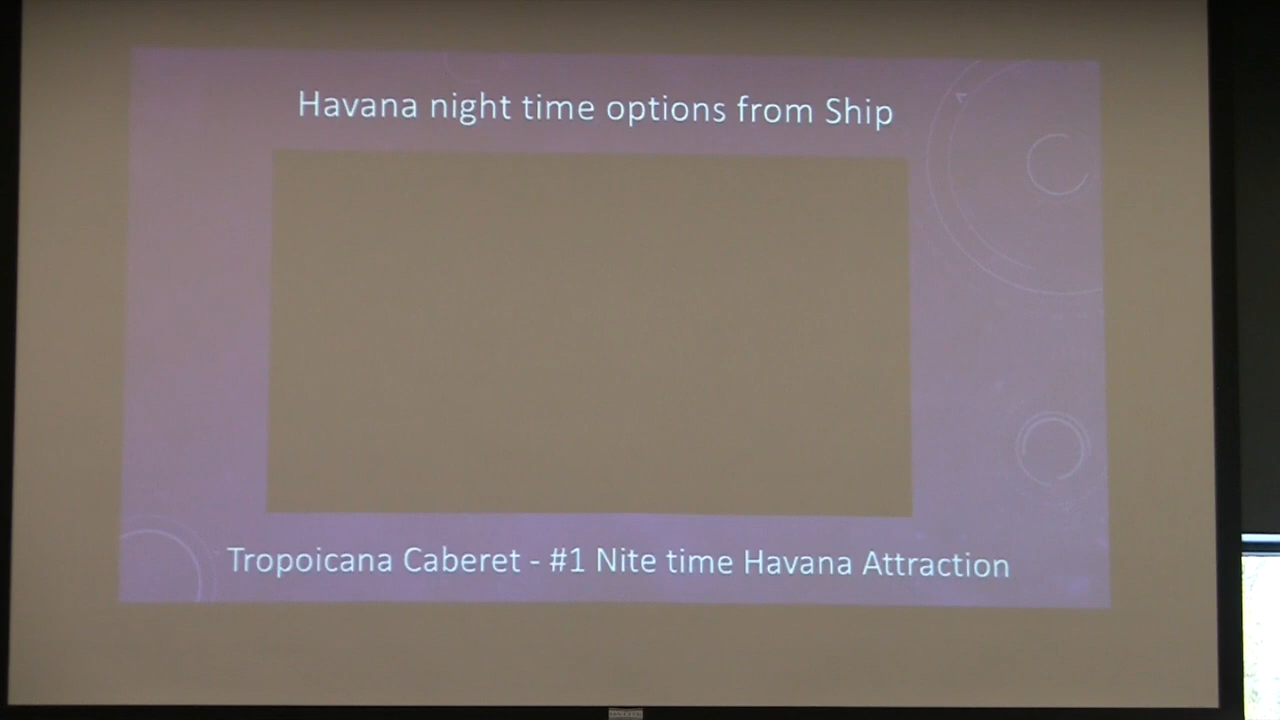 Havana night time options from Ship
Tropoicana Caberet - #1 Nite time Havana Attraction